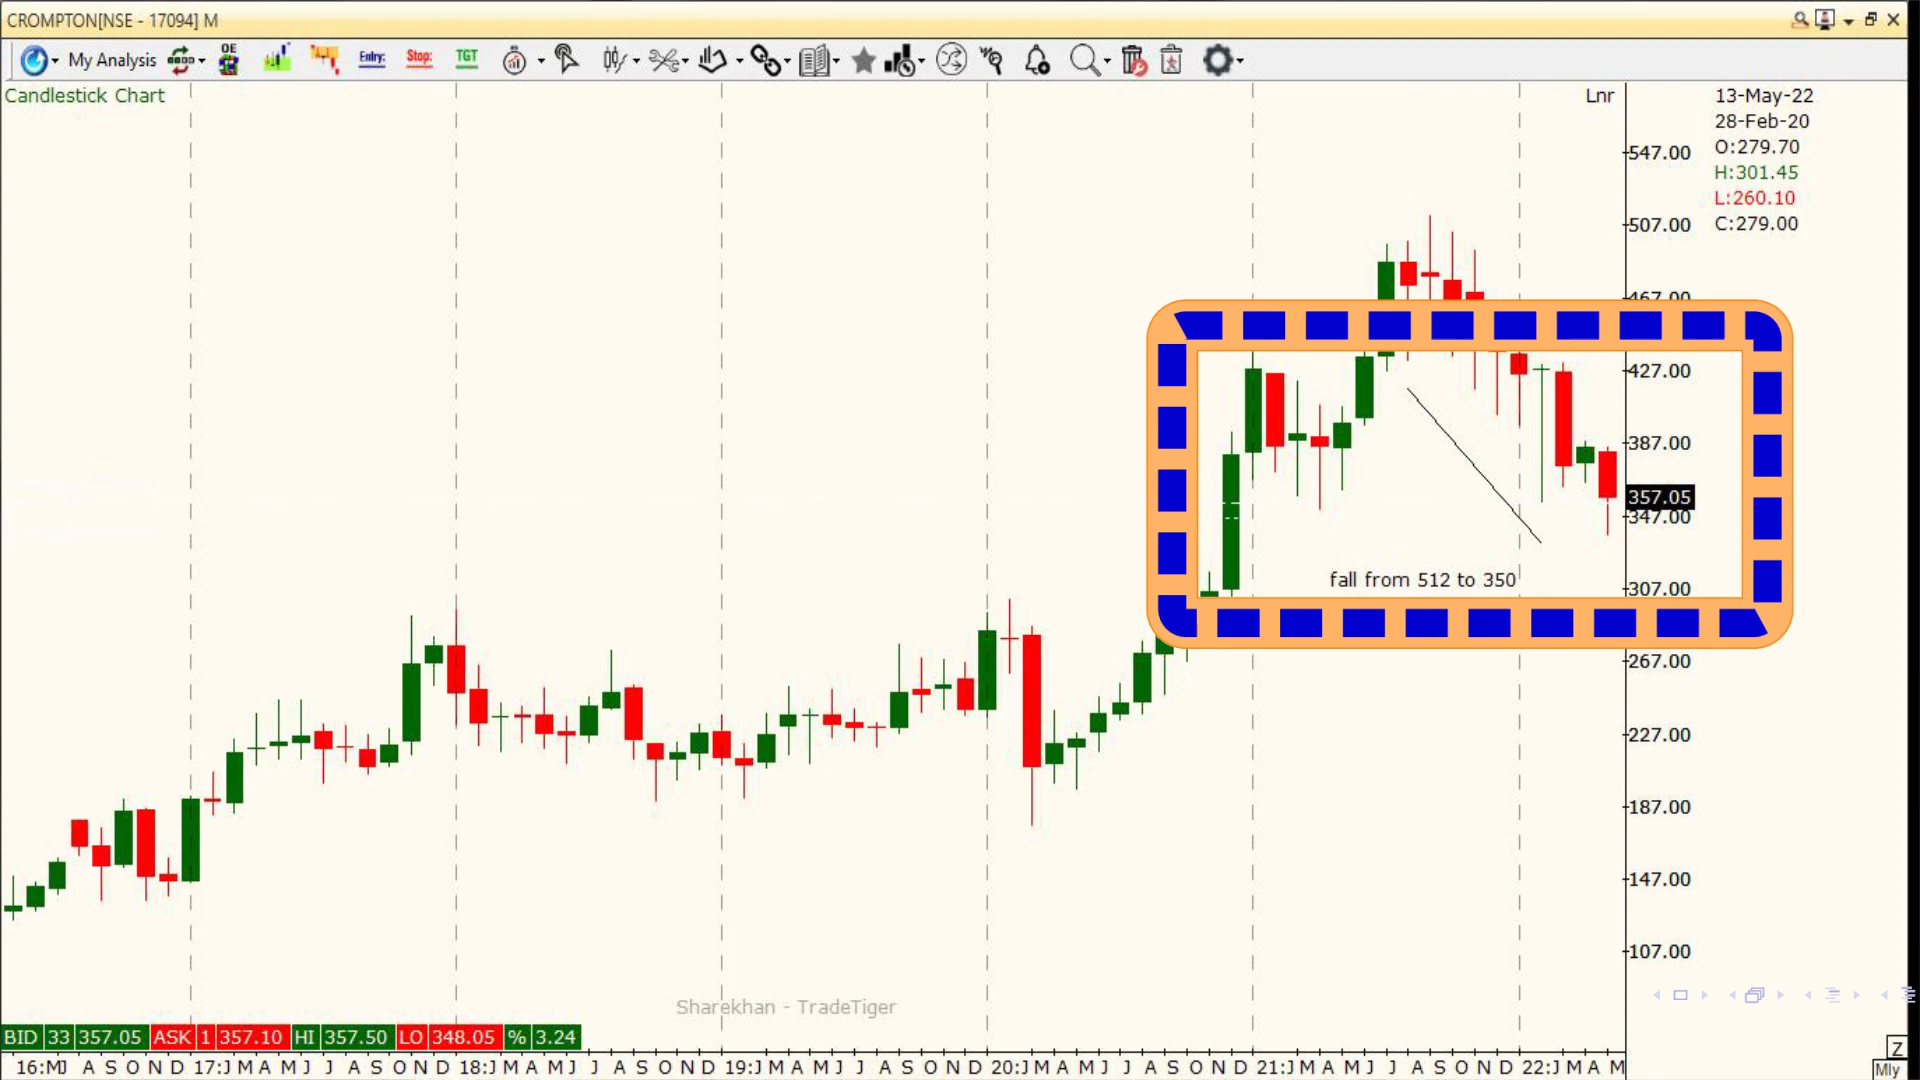 CROMPTON[NSE - 17094] M
My Analysis OE Entry: Stop: TGT
Candlestick Chart
Lnr
13-May-22
28-Feb-20
O:279.70
H:301.45
L:260.10
C:279.00
547.00
507.00
467.00
427.00
387.00
357.05
347.00
307.00
267.00
227.00
187.00
147.00
107.00
fall from 512 to 350
Sharekhan - TradeTiger
BID 33 357.05 ASK 1 357.10 HI 357.50 LO 348.05 % 3.24
Z
16:MJ A S O N D 17:J M A M J J A S O N D 18:J M A M J J A S O N D 19:J M A M J J A S O N D 20:J M A M J J A S O N D 21:J M A M J J A S O N D 22:J M A M
Mly